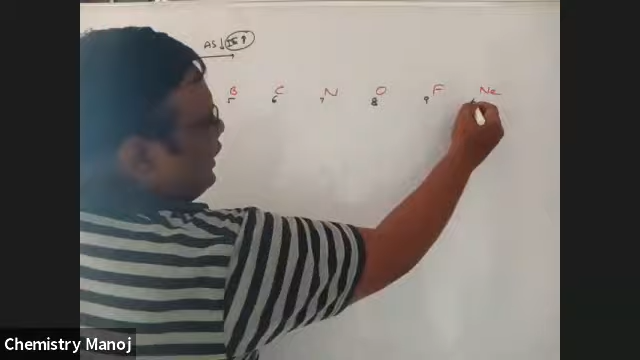 AS↓ IE↑
B C N O F Ne
5 6 7 8 9
Chemistry Manoj